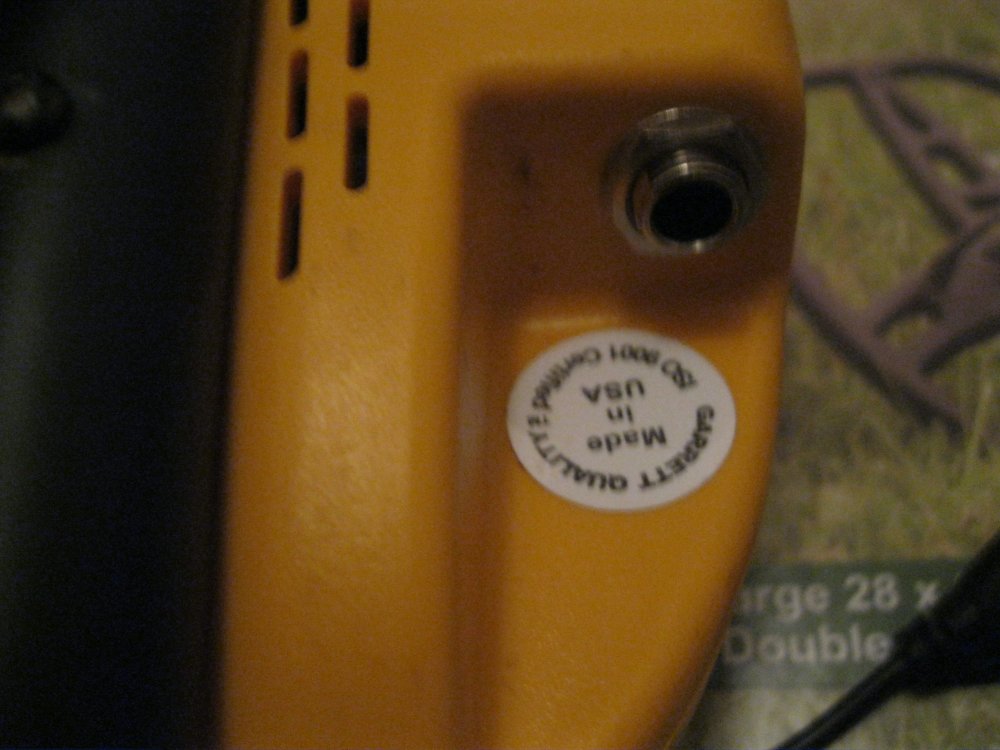 GARRETT QUALITY
ISO 9001 Certified
Made
in
USA
arge 28 x
Double